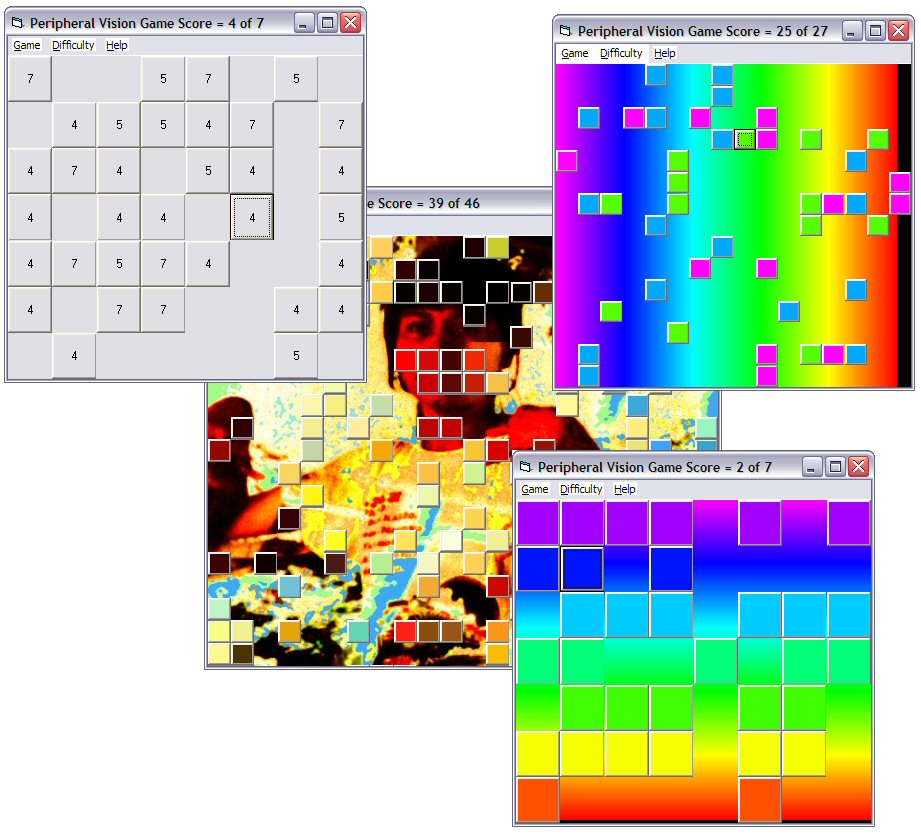 Peripheral Vision Game Score = 4 of 7
Game Difficulty Help
7 5 7 5
4 5 5 4 7 7
4 7 4 5 4 4
4 4 4 4 5
4 7 5 7 4 4
4 7 7 4 4
4 5
Peripheral Vision Game Score = 25 of 27
Game Difficulty Help
Score = 39 of 46
Peripheral Vision Game Score = 2 of 7
Game Difficulty Help